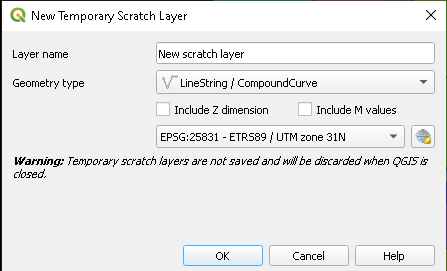 New Temporary Scratch Layer
Layer name
New scratch layer
Geometry type
LineString / CompoundCurve
Include Z dimension
Include M values
EPSG:25831 - ETRS89 / UTM zone 31N
Warning: Temporary scratch layers are not saved and will be discarded when QGIS is
closed.
OK
Cancel
Help